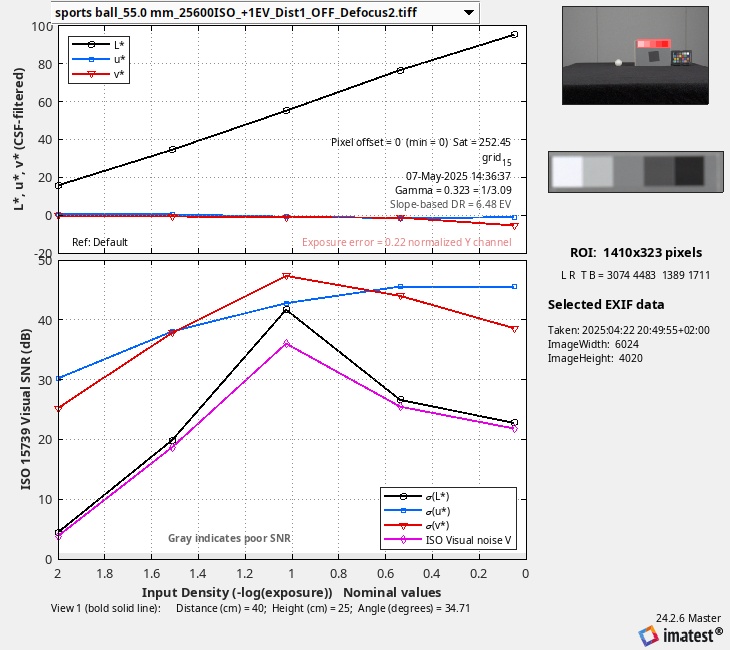 sports ball_55.0 mm_25600ISO_+1EV_Dist1_OFF_Defocus2.tiff
L*, u*, v* (CSF-filtered)
100
80
60
40
20
0
-20
L*
u*
v*
Pixel offset = 0 (min = 0) Sat = 252.45
grid15
07-May-2025 14:36:37
Gamma = 0.323 = 1/3.09
Slope-based DR = 6.48 EV
Ref: Default
Exposure error = 0.22 normalized Y channel
ISO 15739 Visual SNR (dB)
50
40
30
20
10
0
σ(L*)
σ(u*)
σ(v*)
ISO Visual noise V
Gray indicates poor SNR
2 1.8 1.6 1.4 1.2 1 0.8 0.6 0.4 0.2 0
Input Density (-log(exposure)) Nominal values
View 1 (bold solid line): Distance (cm) = 40; Height (cm) = 25; Angle (degrees) = 34.71
ROI: 1410x323 pixels
L R T B = 3074 4483 1389 1711
Selected EXIF data
Taken: 2025:04:22 20:49:55+02:00
ImageWidth: 6024
ImageHeight: 4020
24.2.6 Master
imatest®